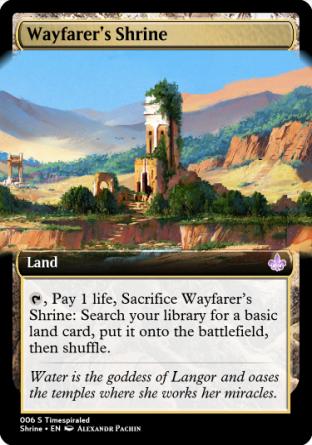 Wayfarer's Shrine
Land
, Pay 1 life, Sacrifice Wayfarer's
Shrine: Search your library for a basic
land card, put it onto the battlefield,
then shuffle.
Water is the goddess of Langor and oases
the temples where she works her miracles.
006 S Timespiraled
Shrine • EN Alexandr Pachin